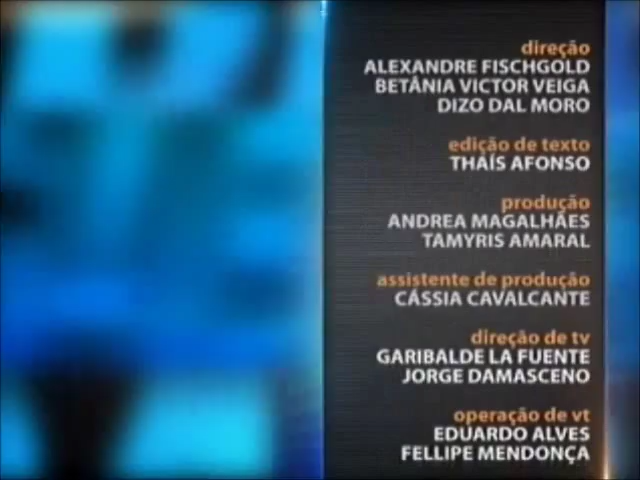 direção
ALEXANDRE FISCHGOLD
BETÂNIA VICTOR VEIGA
DIZO DAL MORO
edição de texto
THAÍS AFONSO
produção
ANDREA MAGALHÃES
TAMYRIS AMARAL
assistente de produção
CÁSSIA CAVALCANTE
direção de tv
GARIBALDE LA FUENTE
JORGE DAMASCENO
operação de vt
EDUARDO ALVES
FELLIPE MENDONÇA